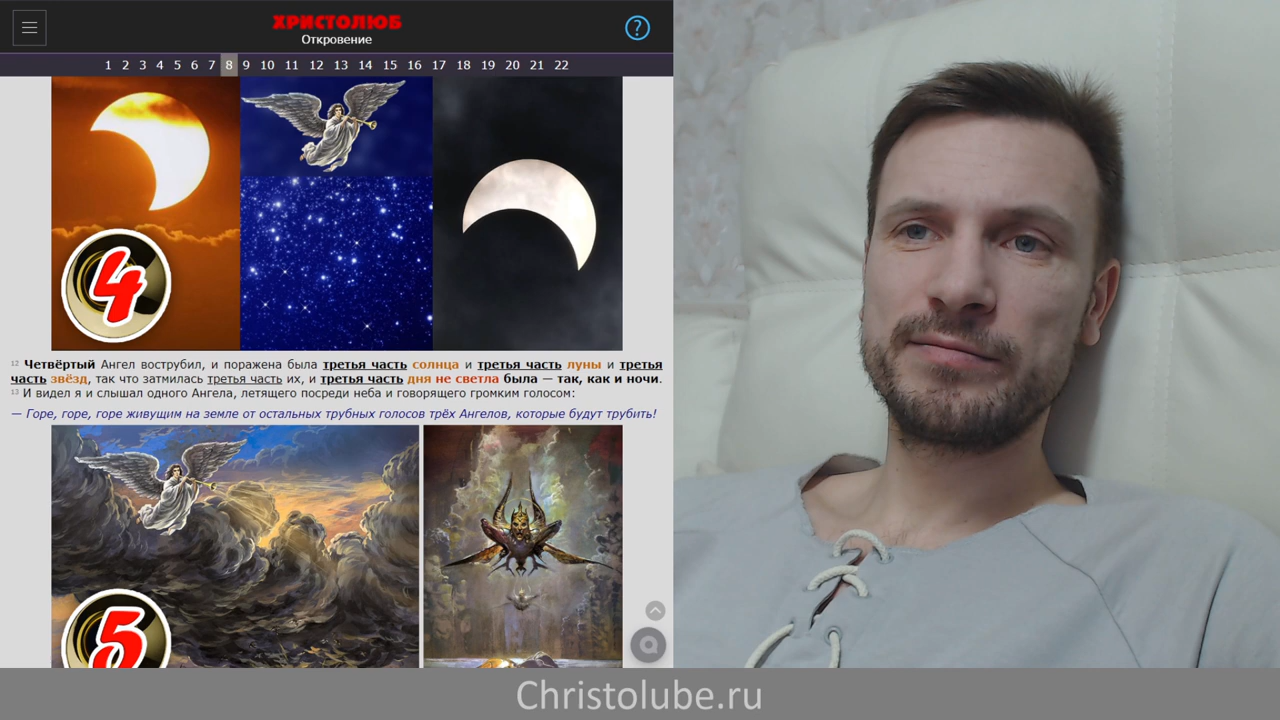 ХРИСТОЛЮБ
Откровение
?
1 2 3 4 5 6 7 8 9 10 11 12 13 14 15 16 17 18 19 20 21 22
4
12 Четвёртый Ангел вострубил, и поражена была третья часть солнца и третья часть луны и третья
часть звёзд, так что затмилась третья часть их, и третья часть дня не светла была — так, как и ночи.
13 И видел я и слышал одного Ангела, летящего посреди неба и говорящего громким голосом:
— Горе, горе, горе живущим на земле от остальных трубных голосов трёх Ангелов, которые будут трубить!
5
Christolube.ru